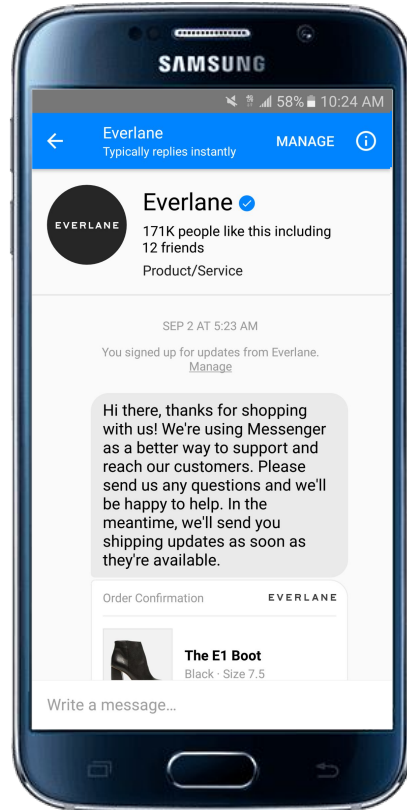 SAMSUNG
58% 10:24 AM
Everlane
Typically replies instantly
MANAGE
EVERLANE
Everlane
171K people like this including
12 friends
Product/Service
SEP 2 AT 5:23 AM
You signed up for updates from Everlane.
Manage
Hi there, thanks for shopping
with us! We're using Messenger
as a better way to support and
reach our customers. Please
send us any questions and we'll
be happy to help. In the
meantime, we'll send you
shipping updates as soon as
they're available.
Order Confirmation
EVERLANE
The E1 Boot
Black · Size 7.5
Write a message...